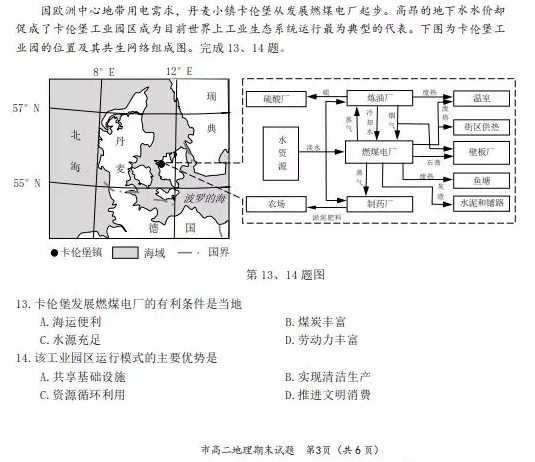 因欧洲中心地带用电需求，丹麦小镇卡伦堡从发展燃煤电厂起步。高昂的地下水水价却
促成了卡伦堡工业园区成为目前世界上工业生态系统运行最为典型的代表。下图为卡伦堡工
业园的位置及其共生网络组成图。完成13、14题。
8° E 12° E
57° N
55° N
瑞典
北海
丹麦
波罗的海
德国
卡伦堡镇 海域 国界
硫酸厂 硫 炼油厂 废热 温室
蒸气 冷却水 烟气 废热
街区供热
水资源 淡水 燃煤电厂 石膏 壁板厂
蒸气 废热 鱼塘
灰渣
农场 淤泥肥料 制药厂 水泥和铺路
第13、14题图
13.卡伦堡发展燃煤电厂的有利条件是当地
A.海运便利 B.煤炭丰富
C.水源充足 D.劳动力丰富
14.该工业园区运行模式的主要优势是
A.共享基础设施 B.实现清洁生产
C.资源循环利用 D.推进文明消费
市高二地理期末试题 第3页（共6页）